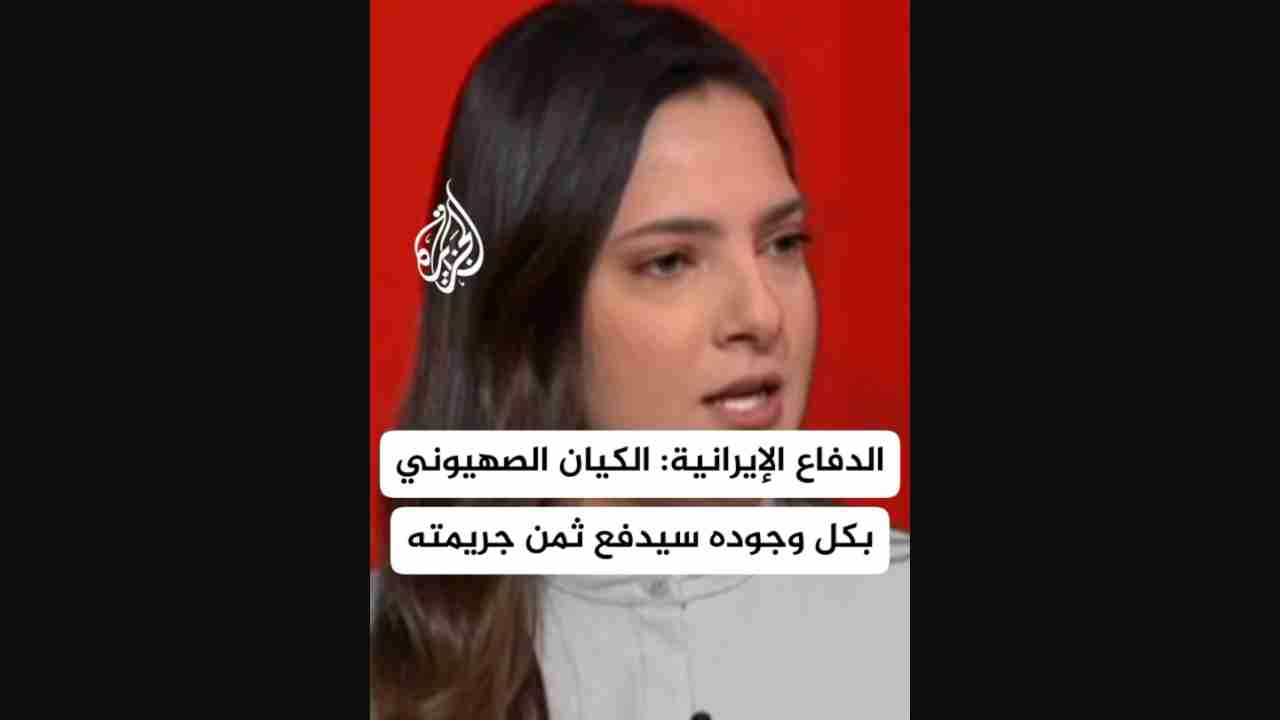 الجزيرة
الدفاع الإيرانية: الكيان الصهيوني
بكل وجوده سيدفع ثمن جريمته